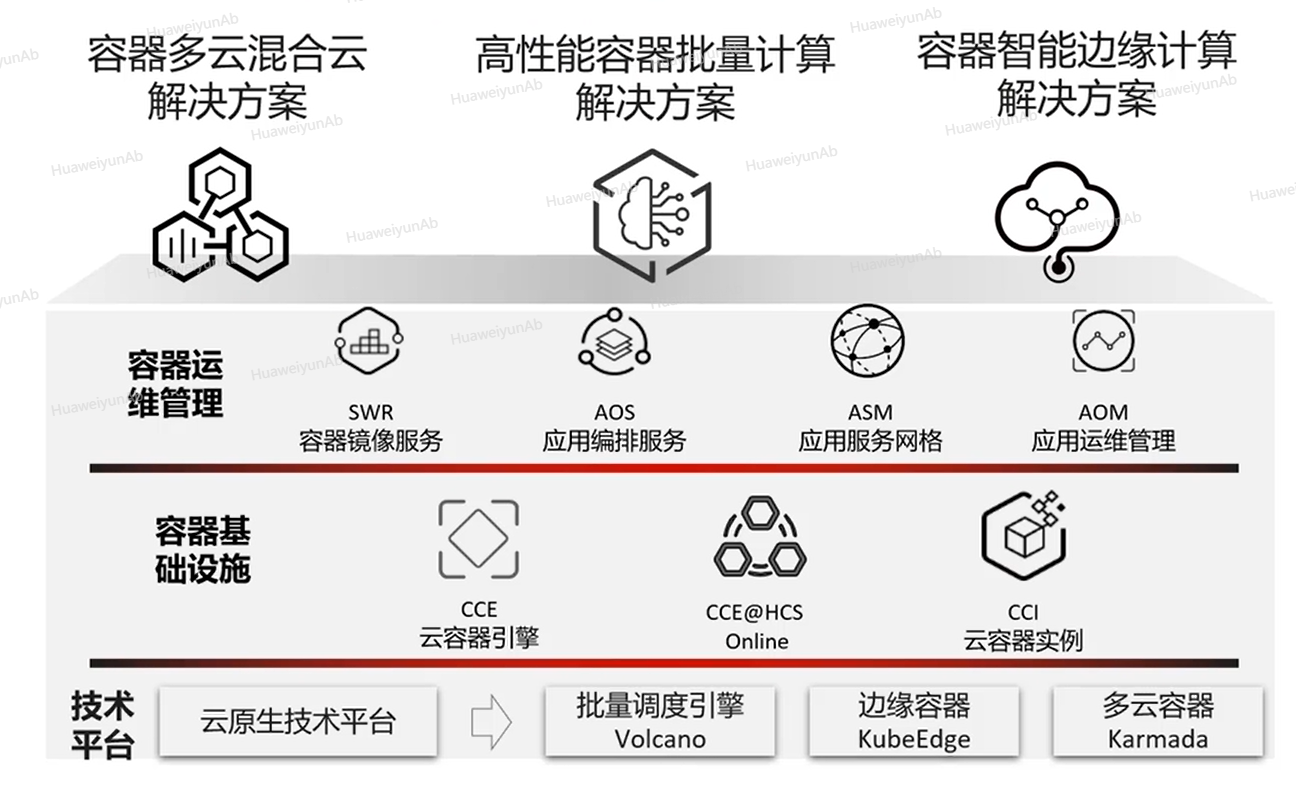 容器多云混合云
解决方案
高性能容器批量计算
解决方案
容器智能边缘计算
解决方案
容器运
维管理
SWR
容器镜像服务
AOS
应用编排服务
ASM
应用服务网格
AOM
应用运维管理
容器基
础设施
CCE
云容器引擎
CCE@HCS
Online
CCI
云容器实例
技术
平台
云原生技术平台
批量调度引擎
Volcano
边缘容器
KubeEdge
多云容器
Karmada
HuaweiyunAb